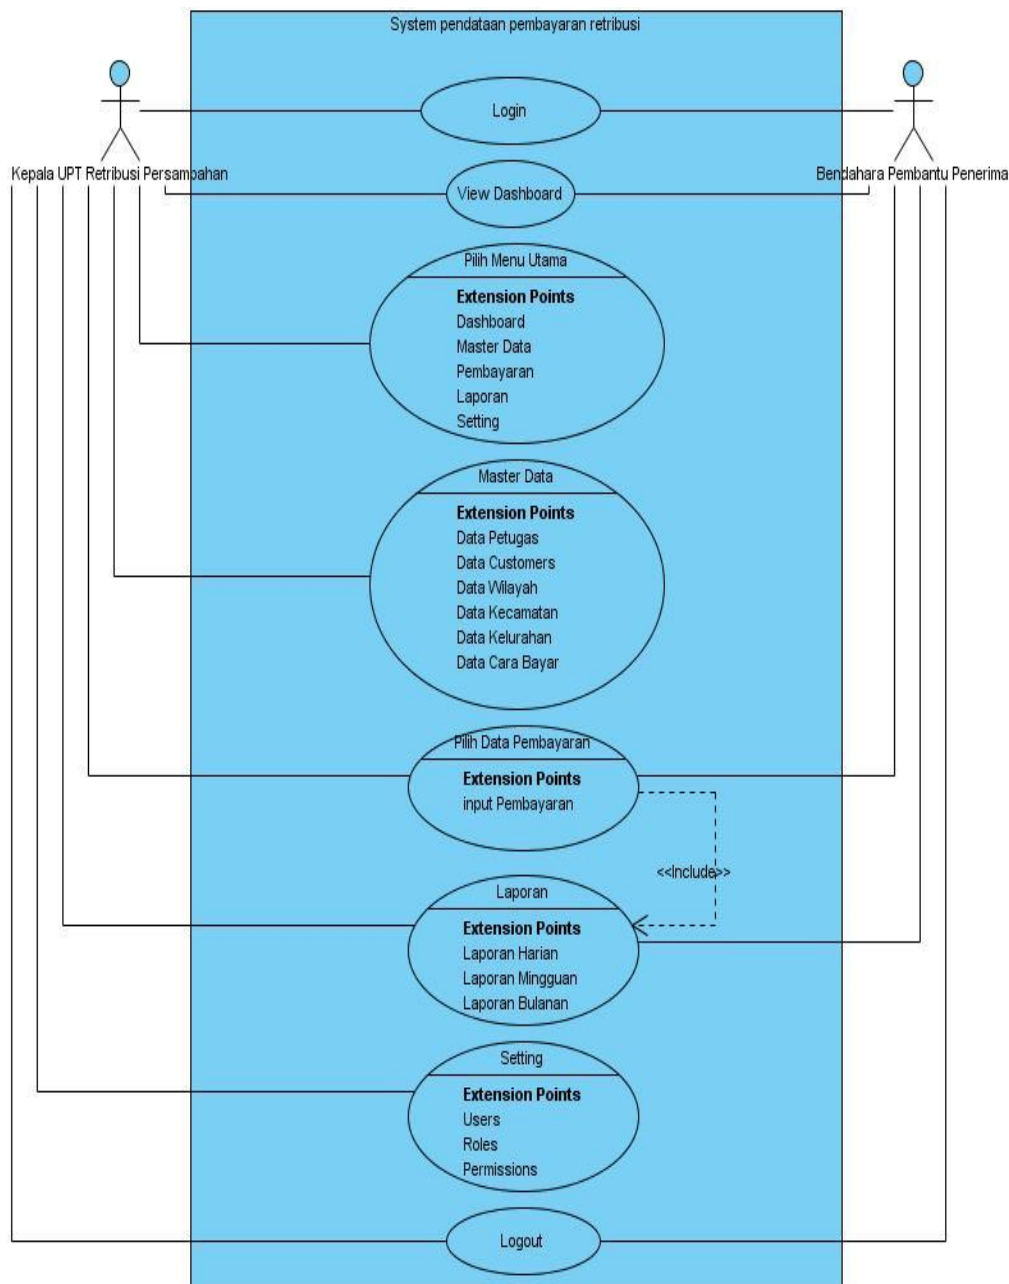 System pendataan pembayaran retribusi
Login
Kepala UPT Retribusi Persampahan
Bendahara Pembantu Penerima
View Dashboard
Pilih Menu Utama
Extension Points
Dashboard
Master Data
Pembayaran
Laporan
Setting
Master Data
Extension Points
Data Petugas
Data Customers
Data Wilayah
Data Kecamatan
Data Kelurahan
Data Cara Bayar
Pilih Data Pembayaran
Extension Points
input Pembayaran
<<Include>>
Laporan
Extension Points
Laporan Harian
Laporan Mingguan
Laporan Bulanan
Setting
Extension Points
Users
Roles
Permissions
Logout